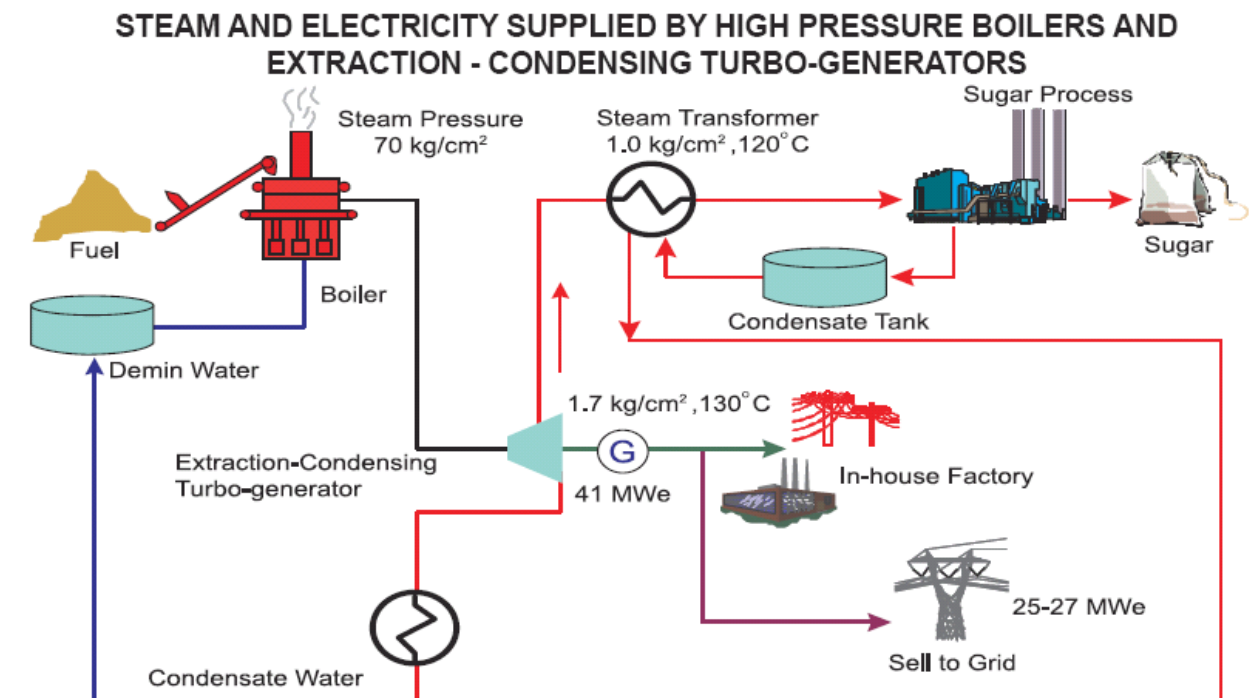 STEAM AND ELECTRICITY SUPPLIED BY HIGH PRESSURE BOILERS AND
EXTRACTION - CONDENSING TURBO-GENERATORS
Steam Pressure
70 kg/cm²
Steam Transformer
1.0 kg/cm² ,120°C
Sugar Process
Fuel
Sugar
Boiler
Condensate Tank
Demin Water
1.7 kg/cm² ,130°C
Extraction-Condensing
Turbo-generator
G
41 MWe
In-house Factory
25-27 MWe
Sell to Grid
Condensate Water